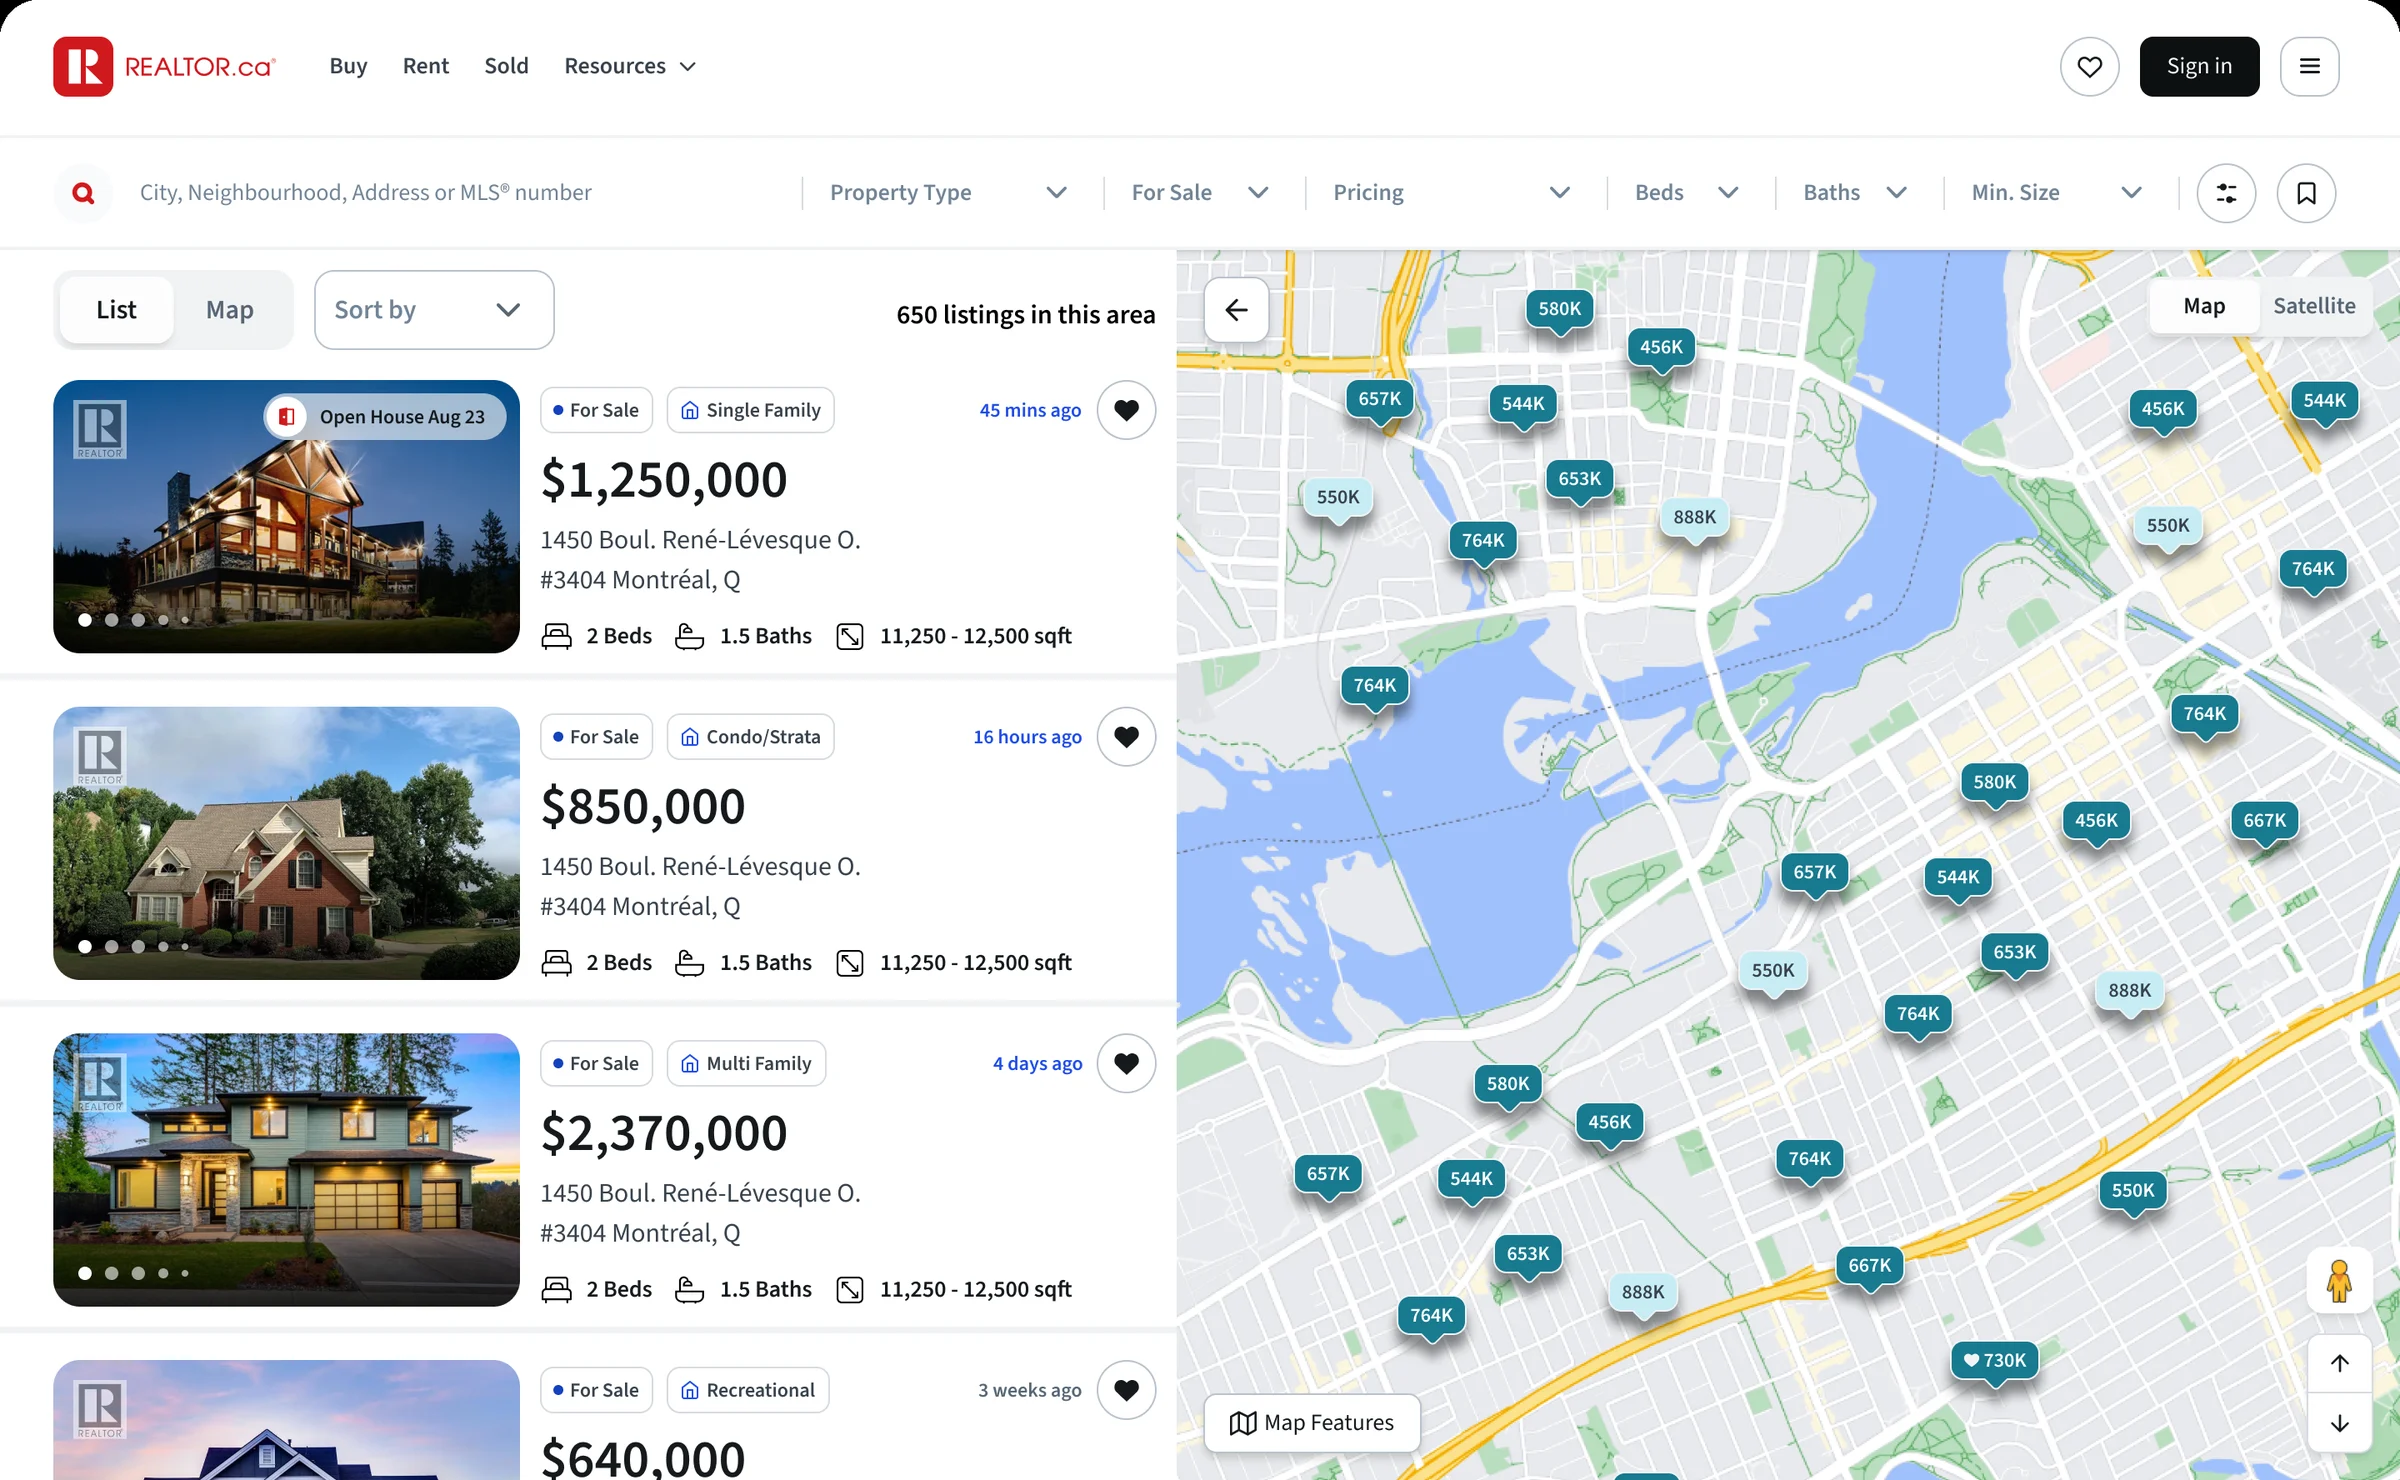 REALTOR.ca®
Buy
Rent
Sold
Resources
Sign in
City, Neighbourhood, Address or MLS® number
Property Type
For Sale
Pricing
Beds
Baths
Min. Size
List
Map
Sort by
650 listings in this area
REALTOR
Open House Aug 23
For Sale
Single Family
45 mins ago
$1,250,000
1450 Boul. René-Lévesque O.
#3404 Montréal, Q
2 Beds
1.5 Baths
11,250 - 12,500 sqft
REALTOR
For Sale
Condo/Strata
16 hours ago
$850,000
1450 Boul. René-Lévesque O.
#3404 Montréal, Q
2 Beds
1.5 Baths
11,250 - 12,500 sqft
REALTOR
For Sale
Multi Family
4 days ago
$2,370,000
1450 Boul. René-Lévesque O.
#3404 Montréal, Q
2 Beds
1.5 Baths
11,250 - 12,500 sqft
REALTOR
For Sale
Recreational
3 weeks ago
$640,000
Map
Satellite
580K
456K
657K
544K
456K
544K
653K
550K
888K
550K
764K
764K
764K
764K
580K
456K
667K
657K
544K
653K
550K
888K
764K
580K
456K
764K
657K
544K
550K
653K
667K
888K
764K
730K
Map Features